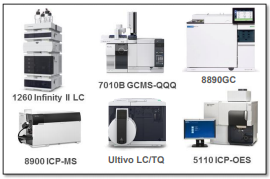 1260 Infinity II LC
7010B GCMS-QQQ
8890GC
8900 ICP-MS
Ultivo LC/TQ
5110 ICP-OES